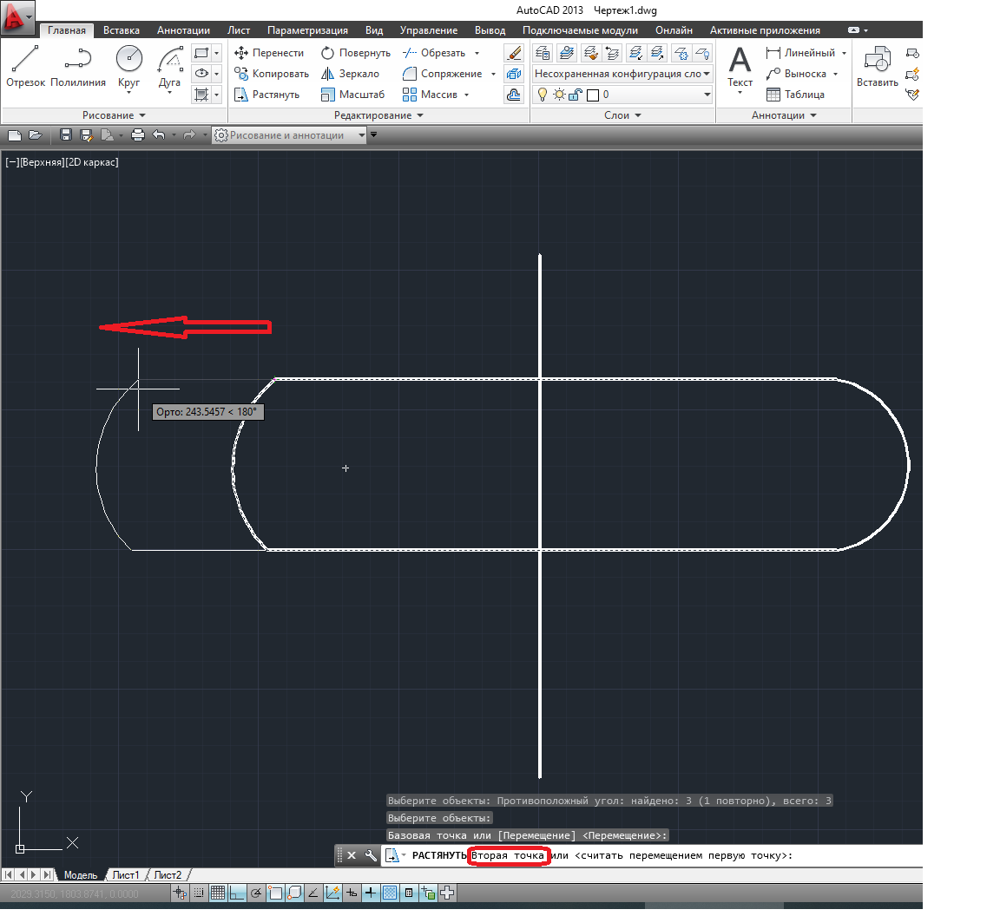 AutoCAD 2013 Чертеж1.dwg
Главная Вставка Аннотации Лист Параметризация Вид Управление Вывод Подключаемые модули Онлайн Активные приложения
Перенести Повернуть Обрезать Линейный
Копировать Зеркало Сопряжение Несохраненная конфигурация сло Выноска
Отрезок Полилиния Круг Дуга Текст Вставить
Растянуть Масштаб Массив 0 Таблица
Рисование Редактирование Слои Аннотации
Рисование и аннотации
[−][Верхняя][2D каркас]
Орто: 243.5457 < 180°
Y
X
Выберите объекты: Противоположный угол: найдено: 3 (1 повторно), всего: 3
Выберите объекты:
Базовая точка или [Перемещение] <Перемещение>:
РАСТЯНУТЬ Вторая точка или <считать перемещением первую точку>:
Модель Лист1 Лист2
2029.3150, 1803.8741, 0.0000